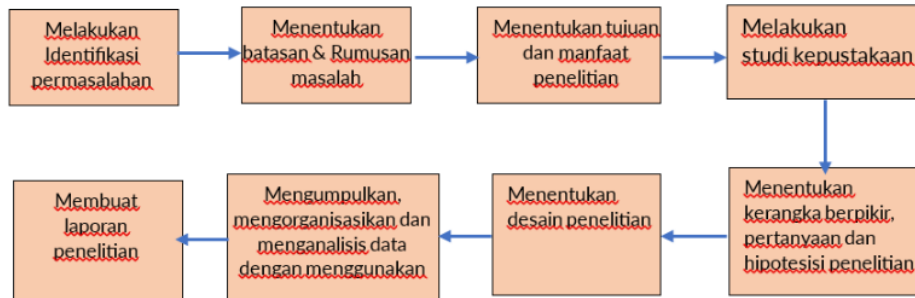 Melakukan
Identifikasi
permasalahan
Menentukan
batasan & Rumusan
masalah
Menentukan tujuan
dan manfaat
penelitian
Melakukan
studi kepustakaan
Menentukan
kerangka berpikir,
pertanyaan dan
hipotesisi penelitian
Menentukan
desain penelitian
Mengumpulkan,
mengorganisasikan dan
menganalisis data
dengan menggunakan
Membuat
laporan
penelitian